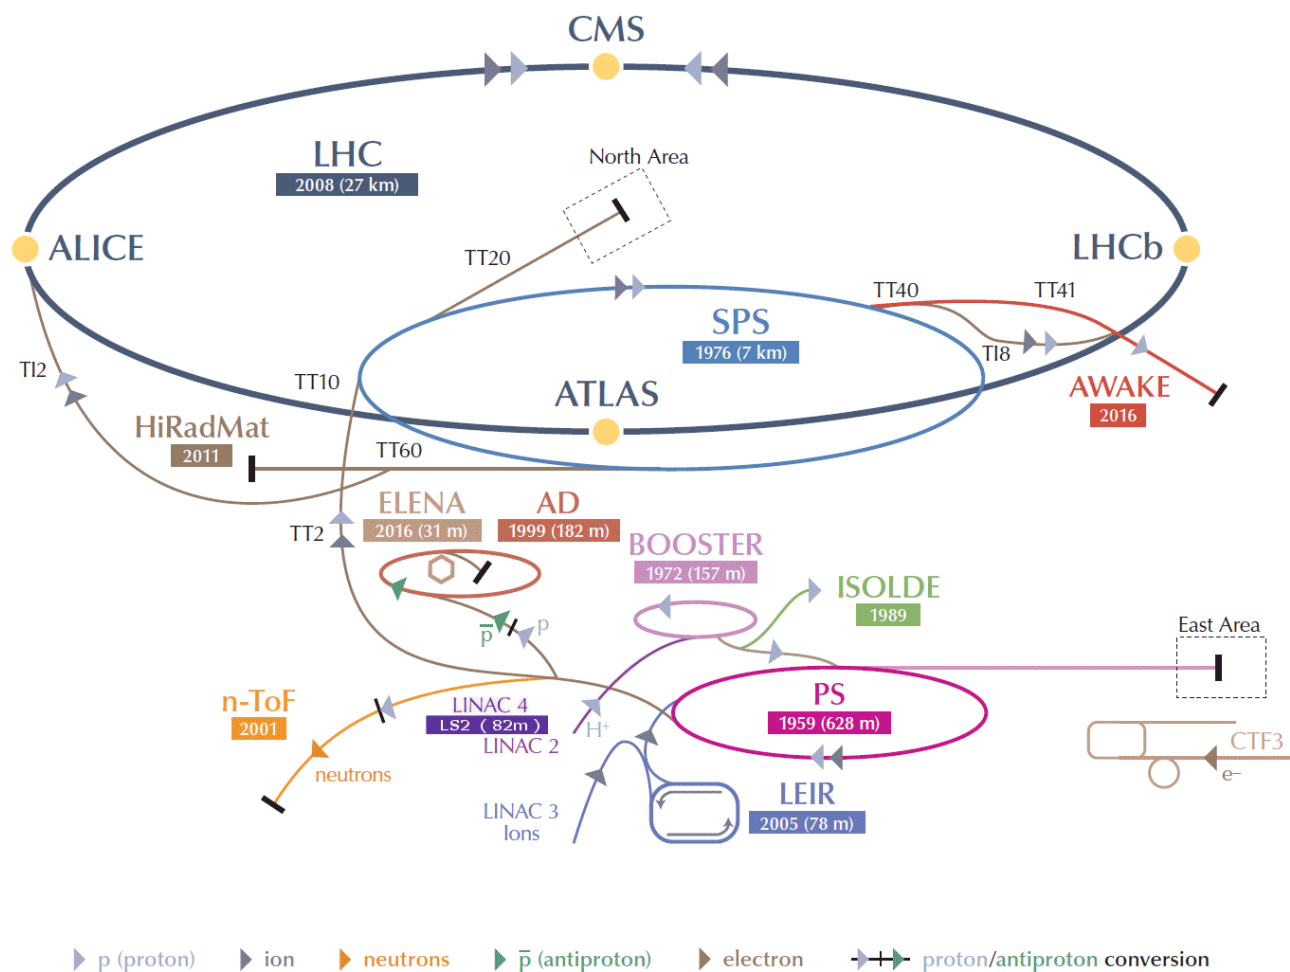 CMS
LHC
2008 (27 km)
North Area
ALICE
LHCb
TT20
TT40
TT41
SPS
1976 (7 km)
TI8
TI2
TT10
ATLAS
AWAKE
2016
HiRadMat
2011
TT60
ELENA
2016 (31 m)
AD
1999 (182 m)
TT2
BOOSTER
1972 (157 m)
ISOLDE
1989
p̅
p
East Area
n-ToF
2001
LINAC 4
LS2 ( 82m )
LINAC 2
H+
PS
1959 (628 m)
neutrons
CTF3
e–
LINAC 3
Ions
LEIR
2005 (78 m)
p (proton)
ion
neutrons
p̅ (antiproton)
electron
proton/antiproton conversion